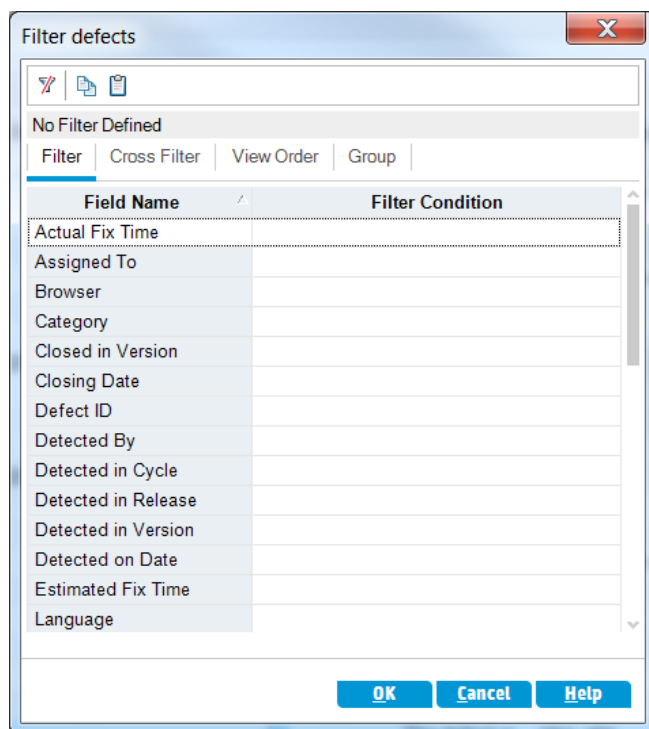 Filter defects
No Filter Defined
Filter Cross Filter View Order Group
Field Name Filter Condition
Actual Fix Time
Assigned To
Browser
Category
Closed in Version
Closing Date
Defect ID
Detected By
Detected in Cycle
Detected in Release
Detected in Version
Detected on Date
Estimated Fix Time
Language
OK Cancel Help